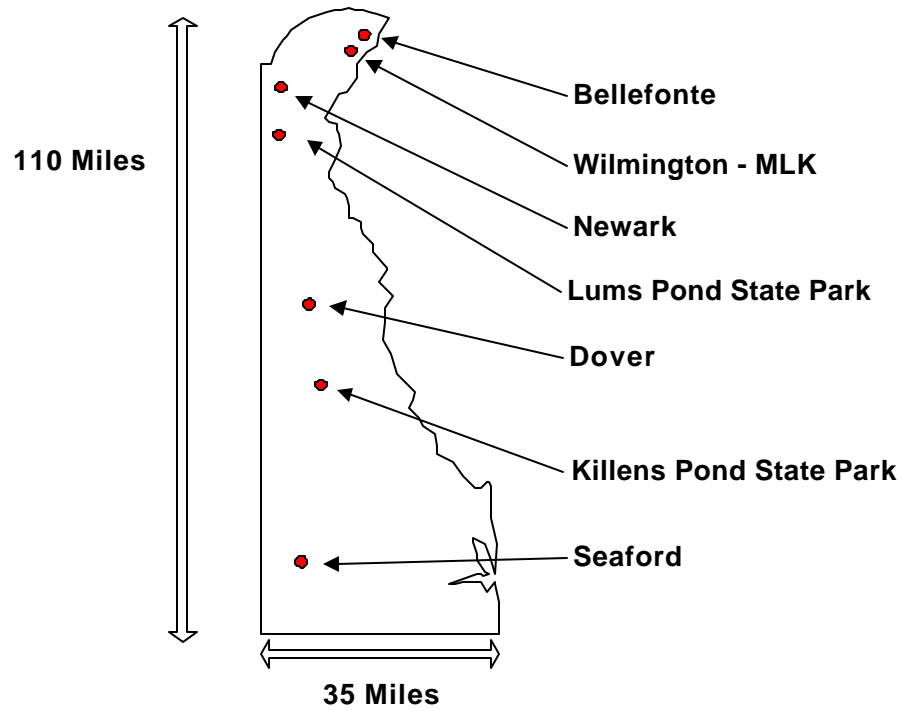 Bellefonte
110 Miles
Wilmington - MLK
Newark
Lums Pond State Park
Dover
Killens Pond State Park
Seaford
35 Miles